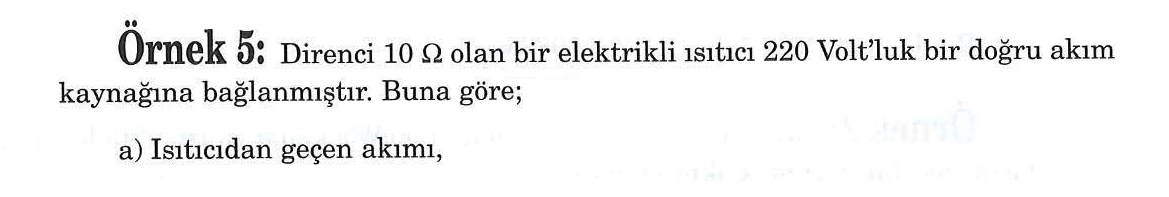 Örnek 5: Direnci 10 Ω olan bir elektrikli ısıtıcı 220 Volt'luk bir doğru akım
kaynağına bağlanmıştır. Buna göre;
a) Isıtıcıdan geçen akımı,